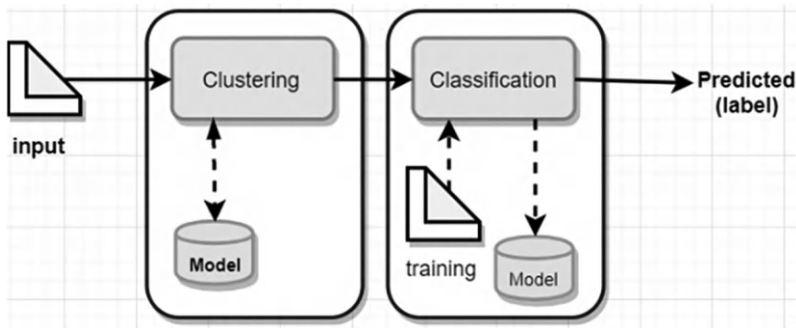 input
Clustering
Model
Classification
training
Model
Predicted
(label)